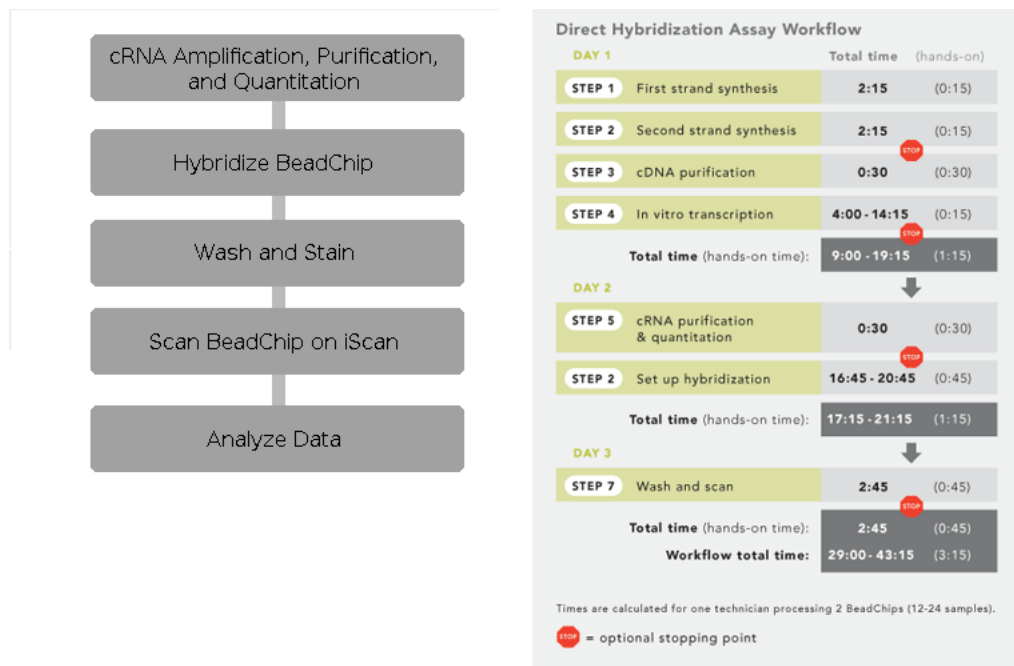 cRNA Amplification, Purification,
and Quantitation
Hybridize BeadChip
Wash and Stain
Scan BeadChip on iScan
Analyze Data
Direct Hybridization Assay Workflow
DAY 1 Total time (hands-on)
STEP 1 First strand synthesis 2:15 (0:15)
STEP 2 Second strand synthesis 2:15 (0:15)
STOP
STEP 3 cDNA purification 0:30 (0:30)
STEP 4 In vitro transcription 4:00 - 14:15 (0:15)
STOP
Total time (hands-on time): 9:00 - 19:15 (1:15)
DAY 2
STEP 5 cRNA purification
& quantitation 0:30 (0:30)
STOP
STEP 2 Set up hybridization 16:45 - 20:45 (0:45)
Total time (hands-on time): 17:15 - 21:15 (1:15)
DAY 3
STEP 7 Wash and scan 2:45 (0:45)
STOP
Total time (hands-on time): 2:45 (0:45)
Workflow total time: 29:00 - 43:15 (3:15)
Times are calculated for one technician processing 2 BeadChips (12-24 samples).
STOP = optional stopping point